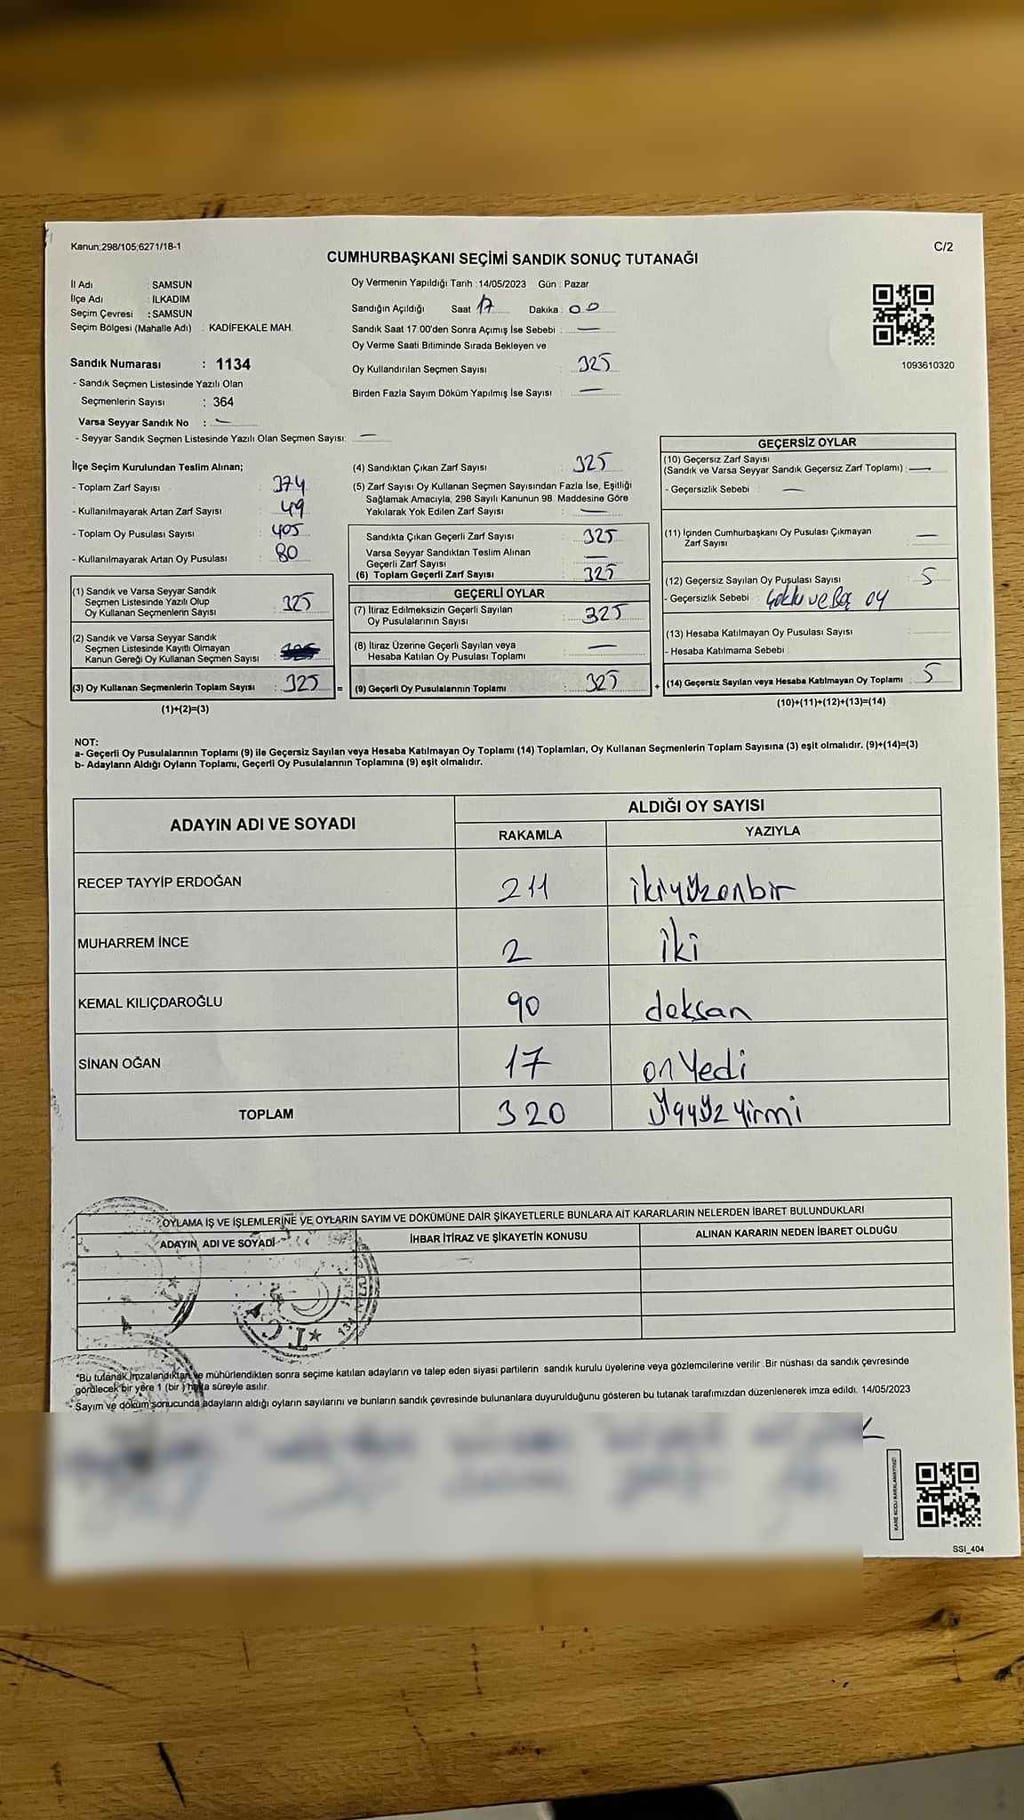 Kanun:298/105;6271/18-1
C/2
CUMHURBAŞKANI SEÇİMİ SANDIK SONUÇ TUTANAĞI
İl Adı : SAMSUN
İlçe Adı : İLKADIM
Seçim Çevresi : SAMSUN
Seçim Bölgesi (Mahalle Adı) : KADİFEKALE MAH.
Sandık Numarası : 1134
- Sandık Seçmen Listesinde Yazılı Olan
Seçmenlerin Sayısı : 364
Varsa Seyyar Sandık No : —
- Seyyar Sandık Seçmen Listesinde Yazılı Olan Seçmen Sayısı: —
Oy Vermenin Yapıldığı Tarih :14/05/2023 Gün : Pazar
Sandığın Açıldığı Saat 17 Dakika : 00
Sandık Saat 17:00'den Sonra Açımış İse Sebebi : —
Oy Verme Saati Bitiminde Sırada Bekleyen ve
Oy Kullandırılan Seçmen Sayısı : 325
Birden Fazla Sayım Döküm Yapılmış İse Sayısı : —
1093610320
İlçe Seçim Kurulundan Teslim Alınan;
- Toplam Zarf Sayısı : 374
- Kullanılmayarak Artan Zarf Sayısı : 49
- Toplam Oy Pusulası Sayısı : 405
- Kullanılmayarak Artan Oy Pusulası : 80
(1) Sandık ve Varsa Seyyar Sandık
Seçmen Listesinde Yazılı Olup
Oy Kullanan Seçmenlerin Sayısı : 325
(2) Sandık ve Varsa Seyyar Sandık
Seçmen Listesinde Kayıtlı Olmayan
Kanun Gereği Oy Kullanan Seçmen Sayısı :
(3) Oy Kullanan Seçmenlerin Toplam Sayısı : 325 =
(1)+(2)=(3)
(4) Sandıktan Çıkan Zarf Sayısı : 325
(5) Zarf Sayısı Oy Kullanan Seçmen Sayısından Fazla İse, Eşitliği
Sağlamak Amacıyla, 298 Sayılı Kanunun 98. Maddesine Göre
Yakılarak Yok Edilen Zarf Sayısı : —
Sandıkta Çıkan Geçerli Zarf Sayısı : 325
Varsa Seyyar Sandıktan Teslim Alınan
Geçerli Zarf Sayısı : —
(6) Toplam Geçerli Zarf Sayısı : 325
GEÇERLİ OYLAR
(7) İtiraz Edilmeksizin Geçerli Sayılan
Oy Pusulalarının Sayısı : 325
(8) İtiraz Üzerine Geçerli Sayılan veya
Hesaba Katılan Oy Pusulası Toplamı : —
(9) Geçerli Oy Pusulalarının Toplamı : 325 +
GEÇERSİZ OYLAR
(10) Geçersiz Zarf Sayısı
(Sandık ve Varsa Seyyar Sandık Geçersiz Zarf Toplamı) : —
- Geçersizlik Sebebi : —
(11) İçinden Cumhurbaşkanı Oy Pusulası Çıkmayan
Zarf Sayısı : —
(12) Geçersiz Sayılan Oy Pusulası Sayısı : 5
- Geçersizlik Sebebi : Çoklu ve Boş oy
(13) Hesaba Katılmayan Oy Pusulası Sayısı :
- Hesaba Katılmama Sebebi :
(14) Geçersiz Sayılan veya Hesaba Katılmayan Oy Toplamı : 5
(10)+(11)+(12)+(13)=(14)
NOT:
a- Geçerli Oy Pusulalarının Toplamı (9) ile Geçersiz Sayılan veya Hesaba Katılmayan Oy Toplamı (14) Toplamları, Oy Kullanan Seçmenlerin Toplam Sayısına (3) eşit olmalıdır. (9)+(14)=(3)
b- Adayların Aldığı Oyların Toplamı, Geçerli Oy Pusulalarının Toplamına (9) eşit olmalıdır.
ADAYIN ADI VE SOYADI ALDIĞI OY SAYISI
RAKAMLA YAZIYLA
RECEP TAYYİP ERDOĞAN 211 ikiyüzonbir
MUHARREM İNCE 2 iki
KEMAL KILIÇDAROĞLU 90 doksan
SİNAN OĞAN 17 onYedi
TOPLAM 320 üçyüz yirmi
OYLAMA İŞ VE İŞLEMLERİNE VE OYLARIN SAYIM VE DÖKÜMÜNE DAİR ŞİKAYETLERLE BUNLARA AİT KARARLARIN NELERDEN İBARET BULUNDUKLARI
ADAYIN ADI VE SOYADI İHBAR İTİRAZ VE ŞİKAYETİN KONUSU ALINAN KARARIN NEDEN İBARET OLDUĞU
T.C.
*Bu tutanak imzalandıktan ve mühürlendikten sonra seçime katılan adayların ve talep eden siyasi partilerin sandık kurulu üyelerine veya gözlemcilerine verilir. Bir nüshası da sandık çevresinde
görülecek bir yere 1 (bir ) hafta süreyle asılır.
- Sayım ve döküm sonucunda adayların aldığı oyların sayılarını ve bunların sandık çevresinde bulunanlara duyurulduğunu gösteren bu tutanak tarafımızdan düzenlenerek imza edildi. 14/05/2023
KARE KODU KARALAMAYINIZ!
SSI_404